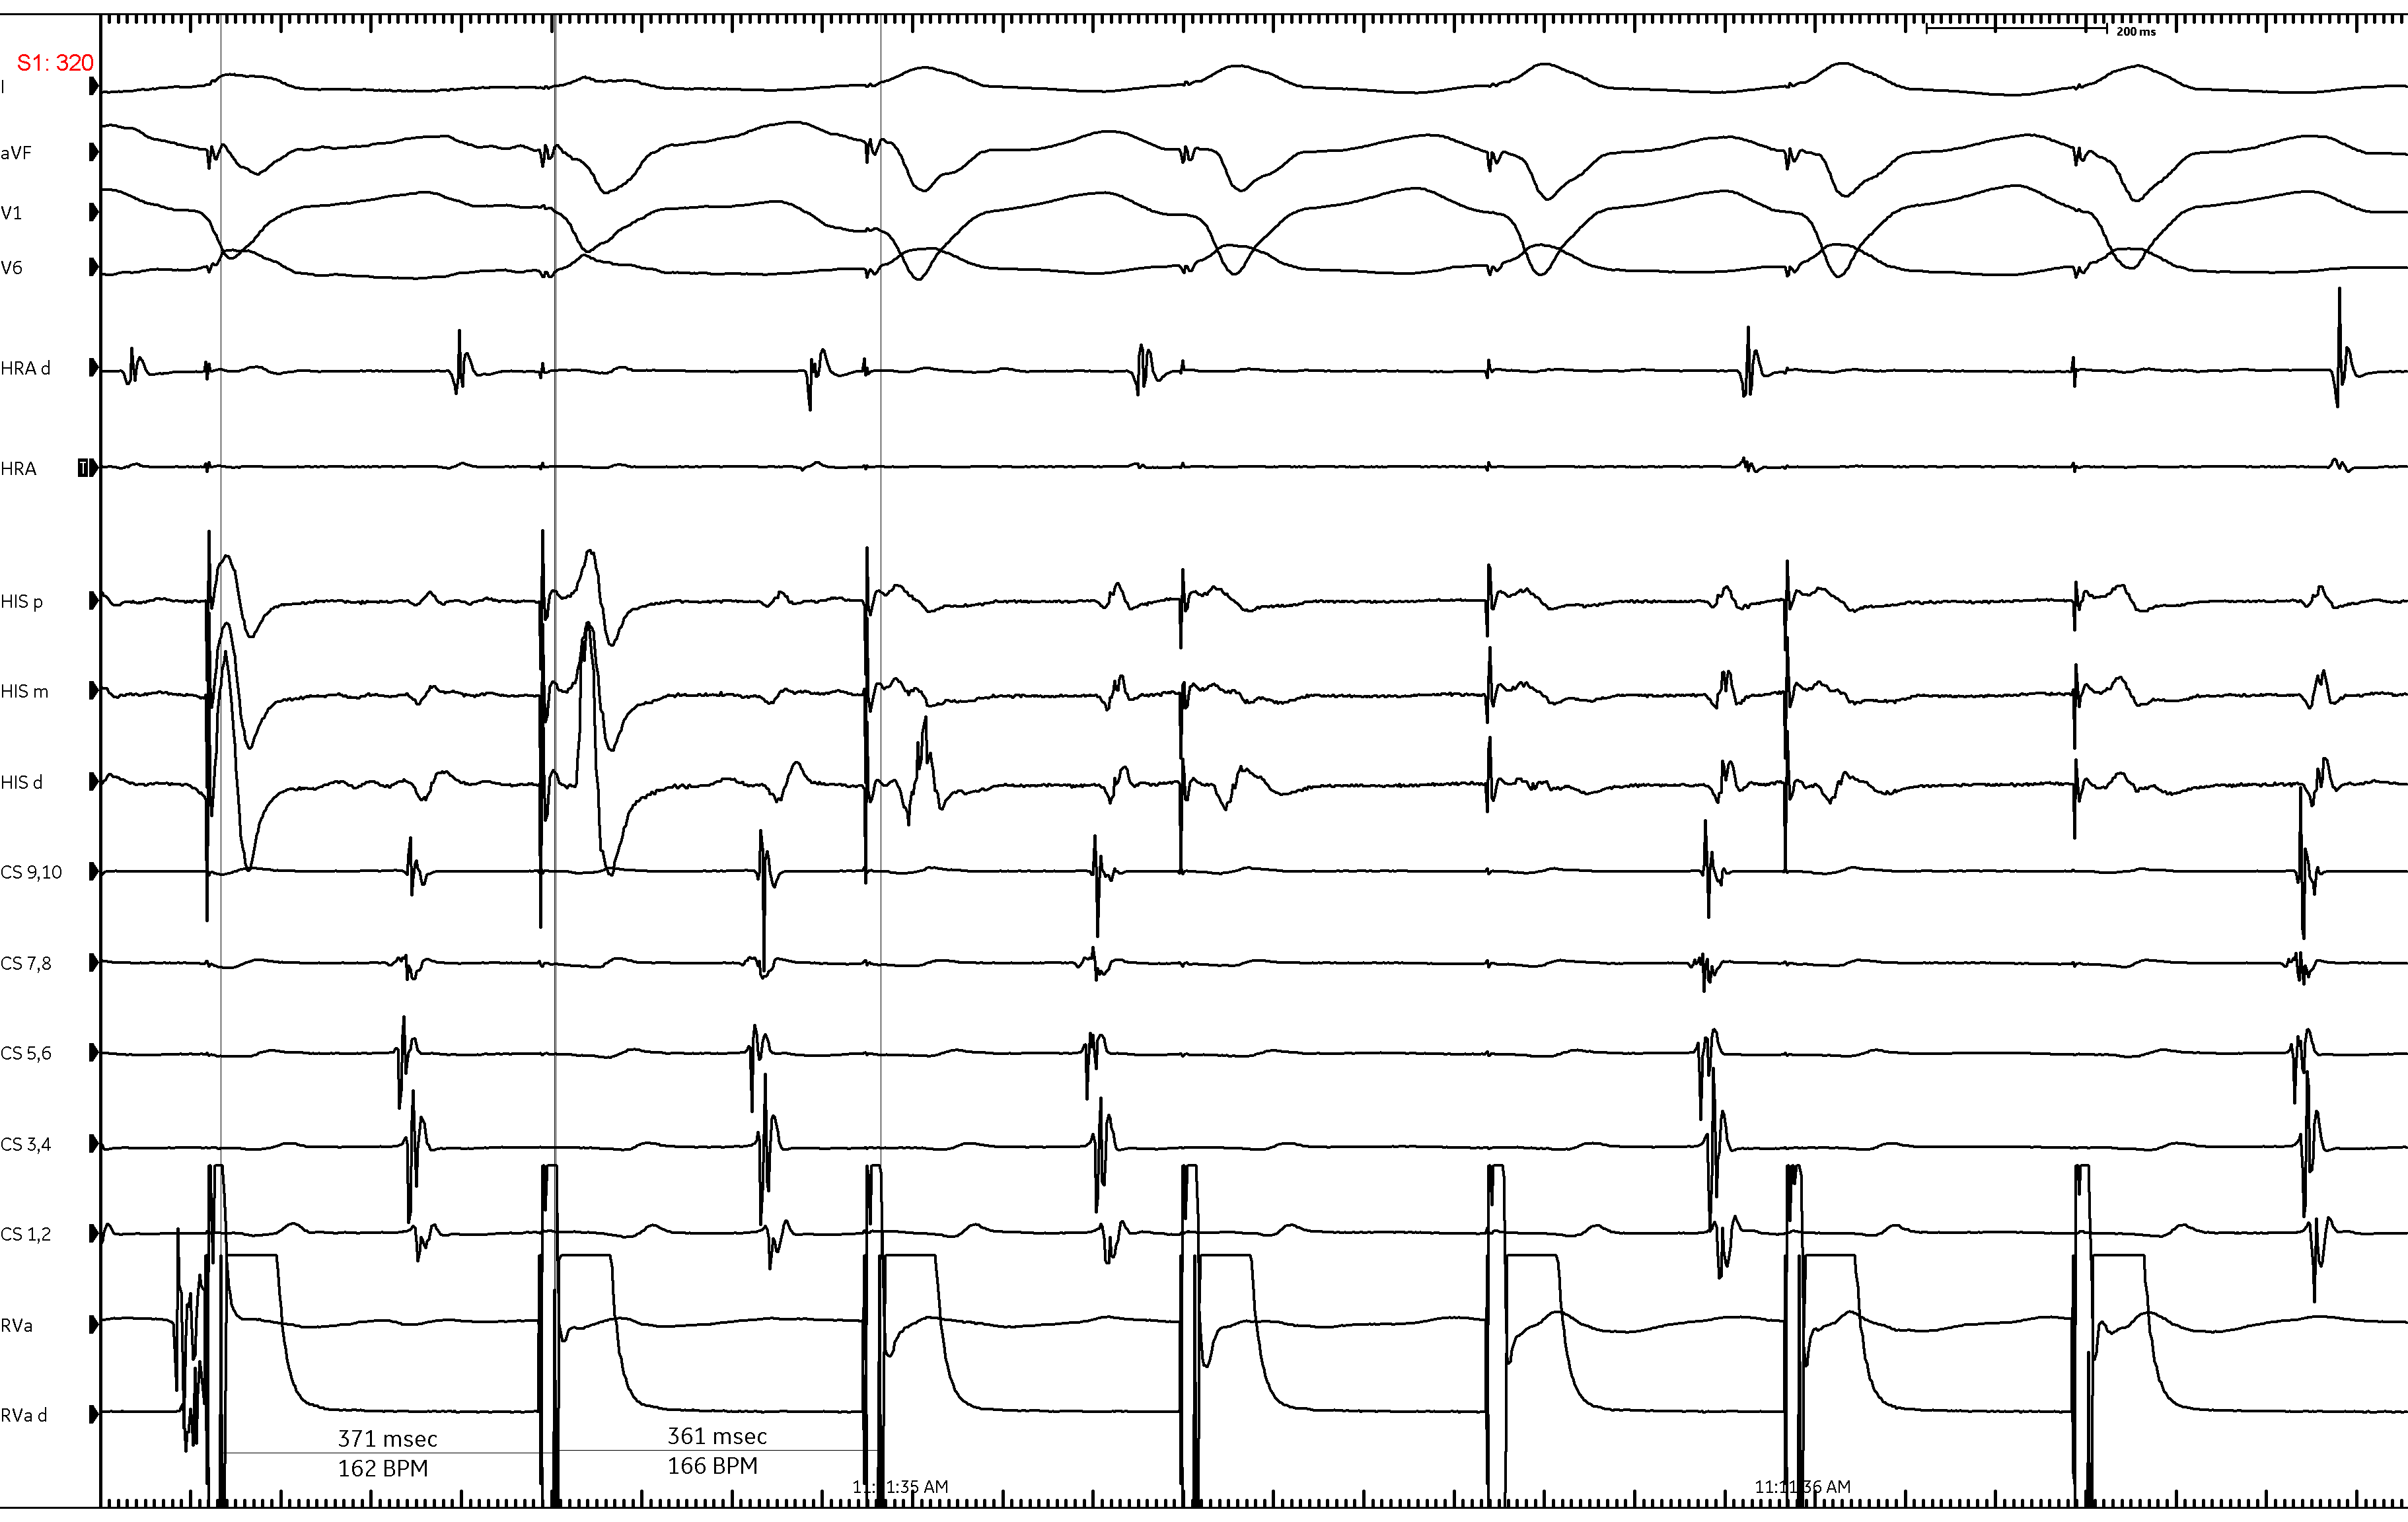 200 ms
S1: 320
I
aVF
V1
V6
HRA d
HRA T
HIS p
HIS m
HIS d
CS 9,10
CS 7,8
CS 5,6
CS 3,4
CS 1,2
RVa
RVa d
371 msec
162 BPM
361 msec
166 BPM
11:11:35 AM
11:11:36 AM